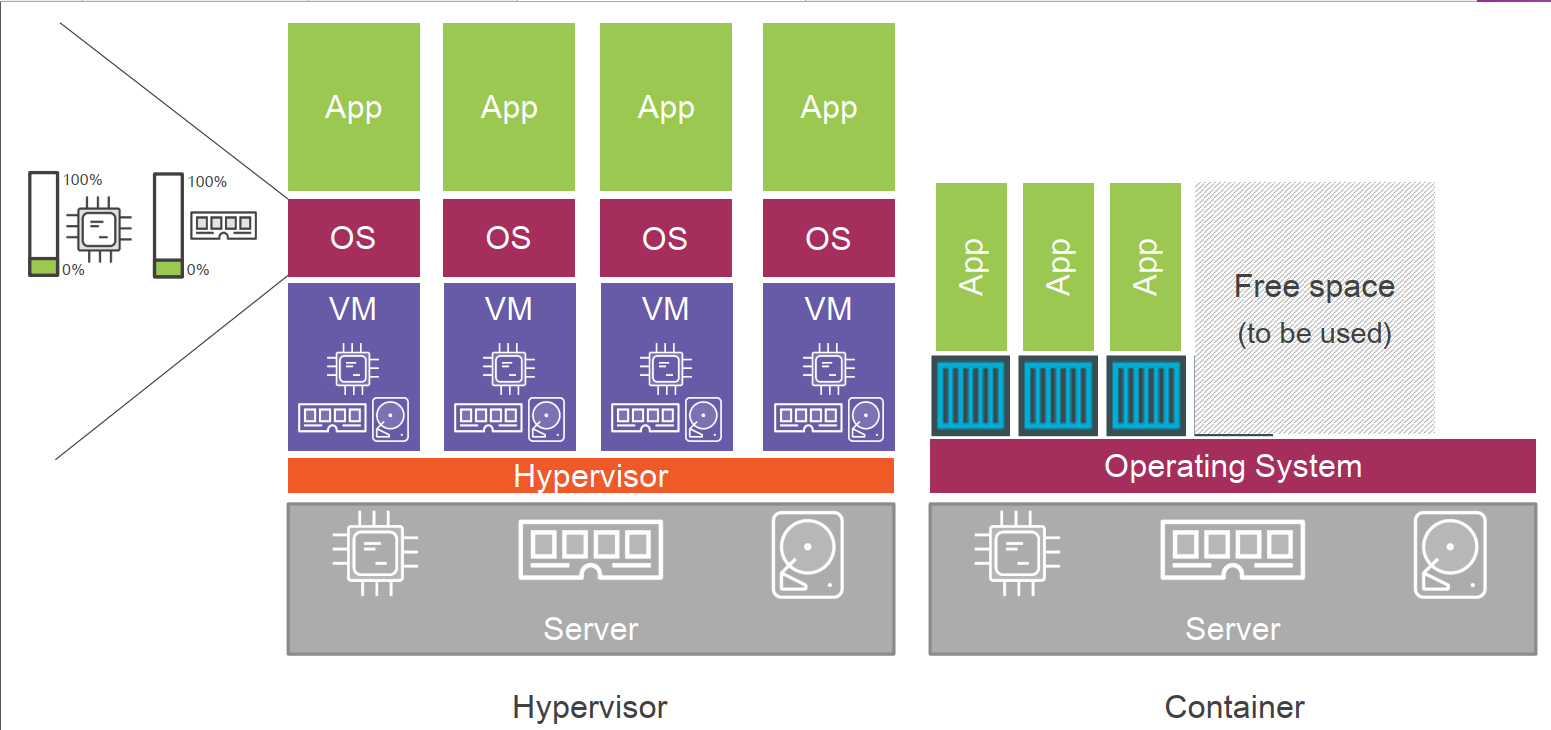 App
App
App
App
100%
0%
100%
0%
OS
OS
OS
OS
VM
VM
VM
VM
Hypervisor
Server
Hypervisor
App
App
App
Free space
(to be used)
Operating System
Server
Container